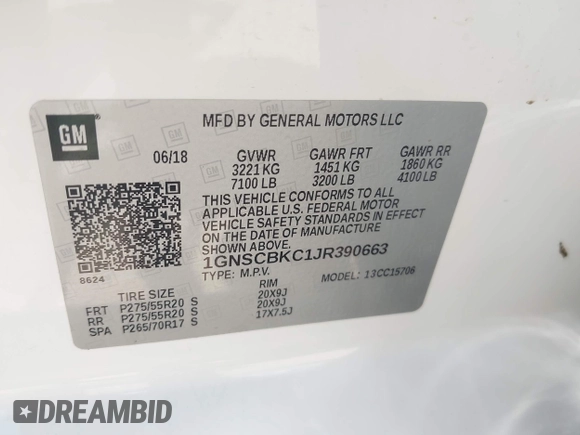 GM
MFD BY GENERAL MOTORS LLC
06/18 GVWR GAWR FRT GAWR RR
3221 KG 1451 KG 1860 KG
7100 LB 3200 LB 4100 LB
THIS VEHICLE CONFORMS TO ALL
APPLICABLE U.S. FEDERAL MOTOR
VEHICLE SAFETY STANDARDS IN EFFECT
ON THE DATE OF MANUFACTURE
SHOWN ABOVE.
1GNSCBKC1JR390663
8624 TYPE: M.P.V. MODEL: 13CC15706
TIRE SIZE RIM
FRT P275/55R20 S 20X9J
RR P275/55R20 S 20X9J
SPA P265/70R17 S 17X7.5J
DREAMBID